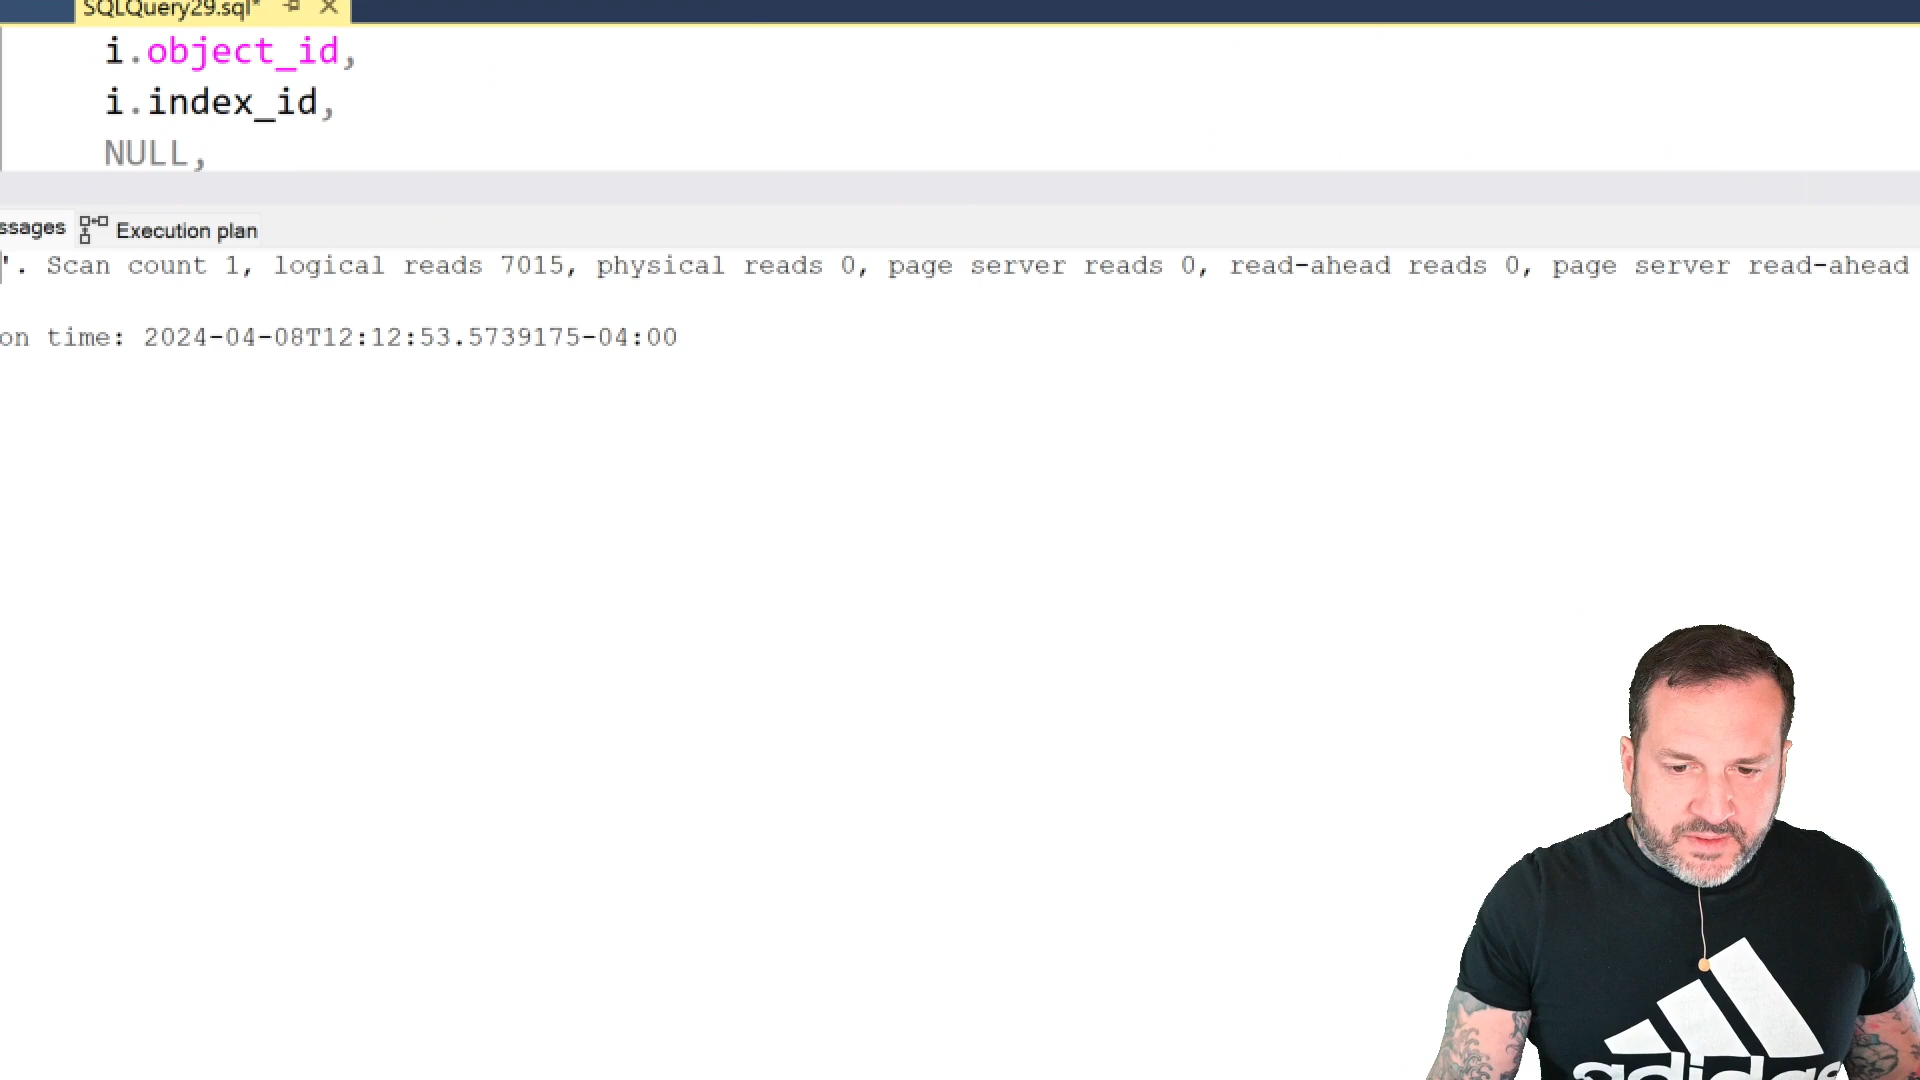 SQLQuery29.sql*
i.object_id,
i.index_id,
NULL,
ssages Execution plan
'. Scan count 1, logical reads 7015, physical reads 0, page server reads 0, read-ahead reads 0, page server read-ahead
on time: 2024-04-08T12:12:53.5739175-04:00
adidas